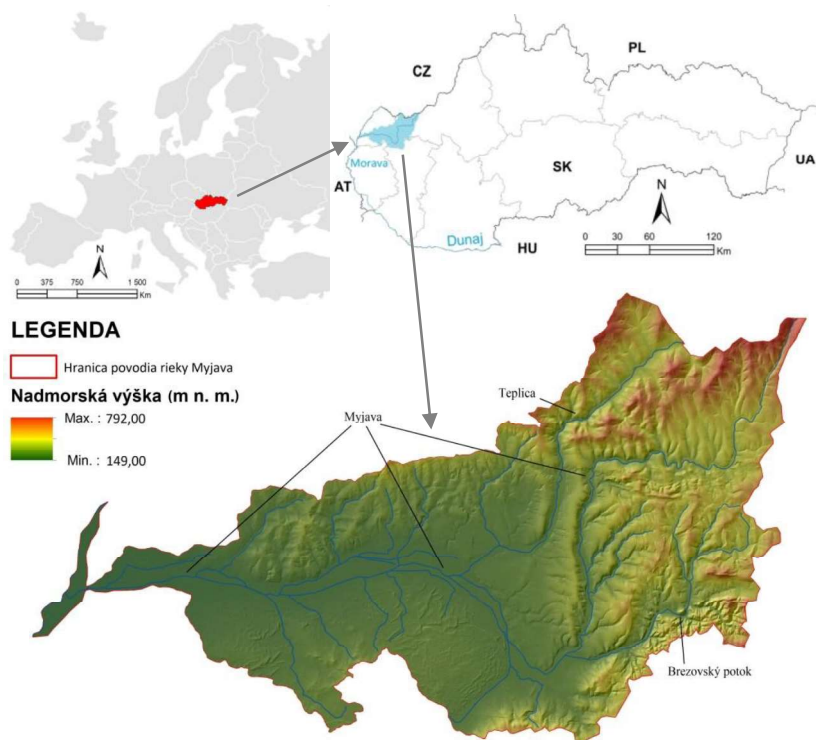 N
0 375 750 1 500
Km
CZ
PL
Morava
AT
SK
UA
Dunaj
HU
N
0 30 60 120
Km
LEGENDA
Hranica povodia rieky Myjava
Nadmorská výška (m n. m.)
Max. : 792,00
Min. : 149,00
Teplica
Myjava
Brezovský potok